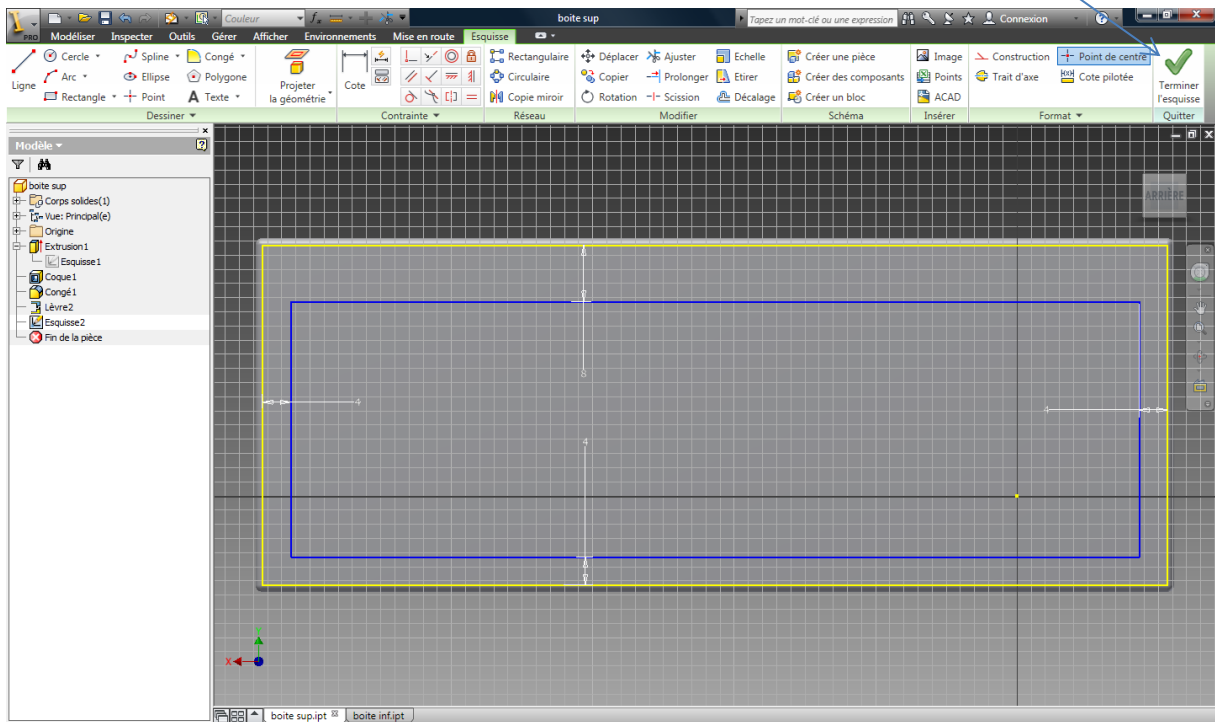 Couleur
boite sup
Tapez un mot-clé ou une expression
Connexion
PRO Modéliser Inspecter Outils Gérer Afficher Environnements Mise en route Esquisse
Ligne
Cercle
Arc
Rectangle
Spline
Ellipse
Point
Congé
Polygone
A Texte
Projeter
la géométrie
Cote
Rectangulaire
Circulaire
Copie miroir
Déplacer
Copier
Rotation
Ajuster
Prolonger
Scission
Echelle
Etirer
Décalage
Créer une pièce
Créer des composants
Créer un bloc
Image
Points
ACAD
Construction
Trait d'axe
Point de centre
Cote pilotée
Terminer
l'esquisse
Dessiner
Contrainte
Réseau
Modifier
Schéma
Insérer
Format
Quitter
Modèle
boite sup
Corps solides(1)
Vue: Principal(e)
Origine
Extrusion1
Esquisse1
Coque1
Congé1
Lèvre2
Esquisse2
Fin de la pièce
ARRIÈRE
8
4
4
4
Y
X
boite sup.ipt
boite inf.ipt